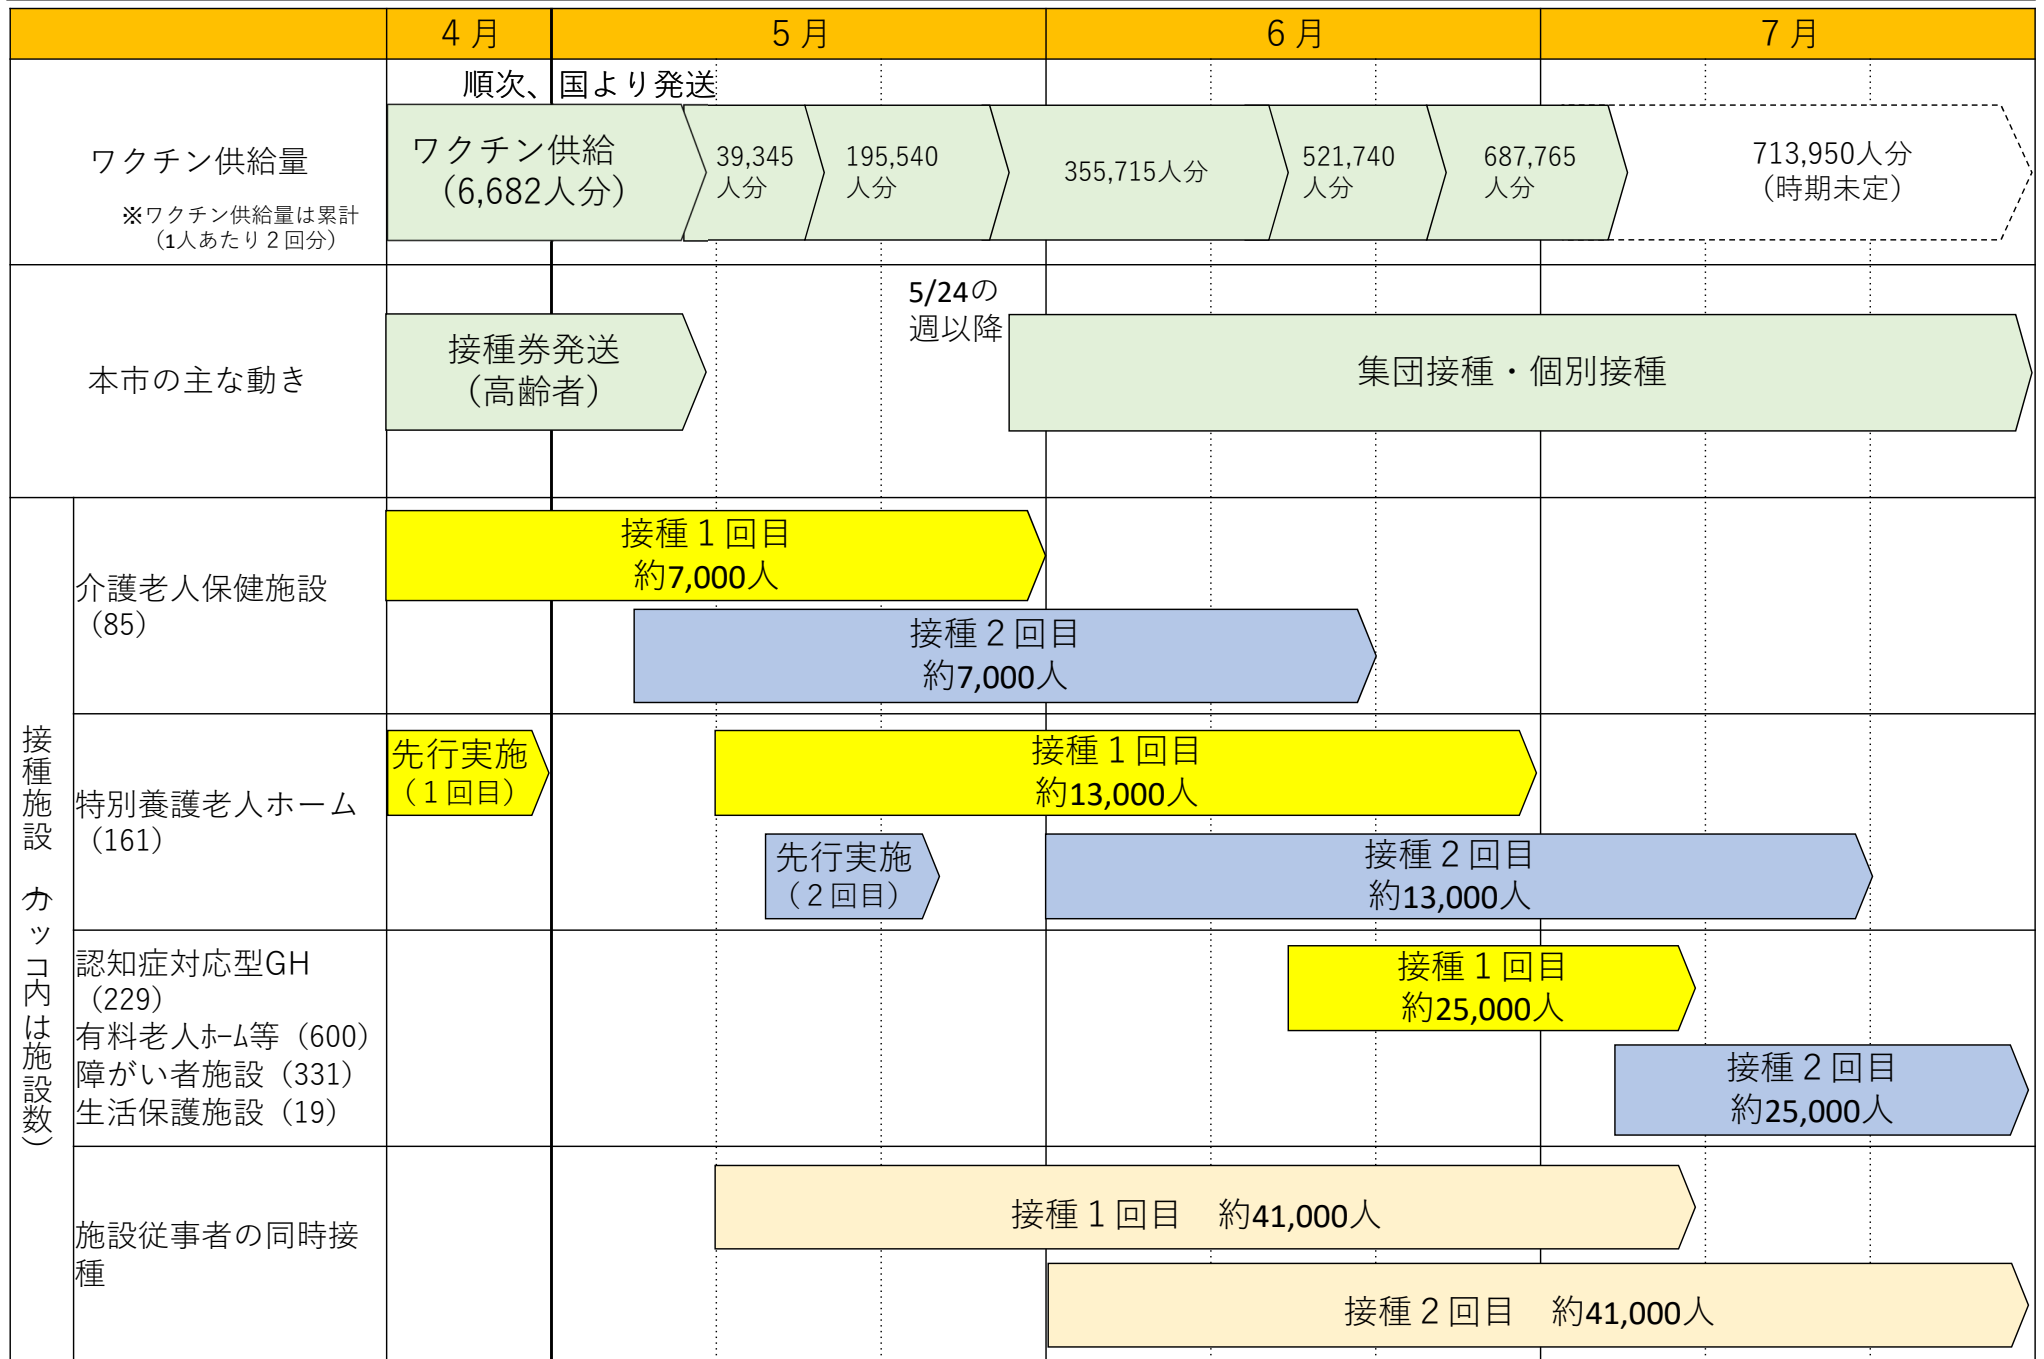 4月
5月
6月
7月
順次、国より発送
ワクチン供給量
※ワクチン供給量は累計
（1人あたり２回分）
ワクチン供給
（6,682人分）
39,345
人分
195,540
人分
355,715人分
521,740
人分
687,765
人分
713,950人分
（時期未定）
本市の主な動き
接種券発送
（高齢者）
5/24の
週以降
集団接種・個別接種
接種施設（カッコ内は施設数）
介護老人保健施設
（85）
接種１回目
約7,000人
接種２回目
約7,000人
特別養護老人ホーム
（161）
先行実施
（１回目）
接種１回目
約13,000人
先行実施
（２回目）
接種２回目
約13,000人
認知症対応型GH
（229）
有料老人ﾎｰﾑ等（600）
障がい者施設（331）
生活保護施設（19）
接種１回目
約25,000人
接種２回目
約25,000人
施設従事者の同時接
種
接種１回目　約41,000人
接種２回目　約41,000人